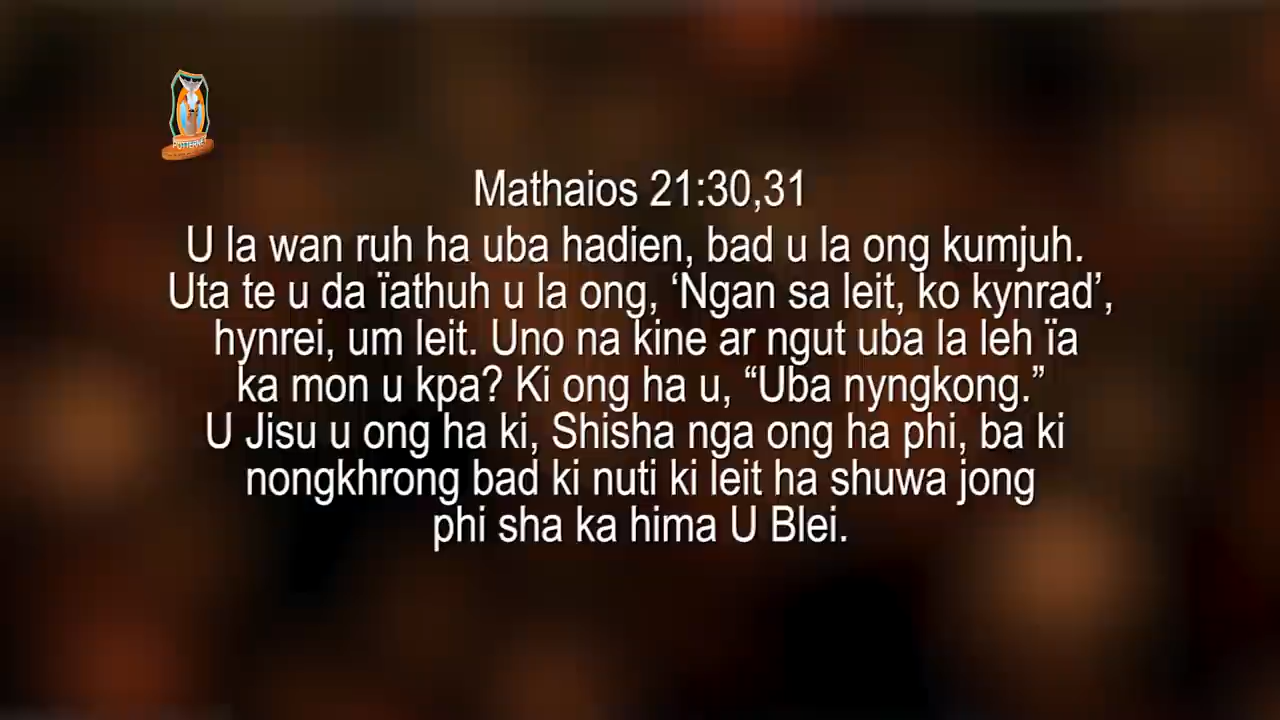 POTTERNET
Mathaios 21:30,31
U la wan ruh ha uba hadien, bad u la ong kumjuh.
Uta te u da ïathuh u la ong, ‘Ngan sa leit, ko kynrad’,
hynrei, um leit. Uno na kine ar ngut uba la leh ïa
ka mon u kpa? Ki ong ha u, “Uba nyngkong.”
U Jisu u ong ha ki, Shisha nga ong ha phi, ba ki
nongkhrong bad ki nuti ki leit ha shuwa jong
phi sha ka hima U Blei.